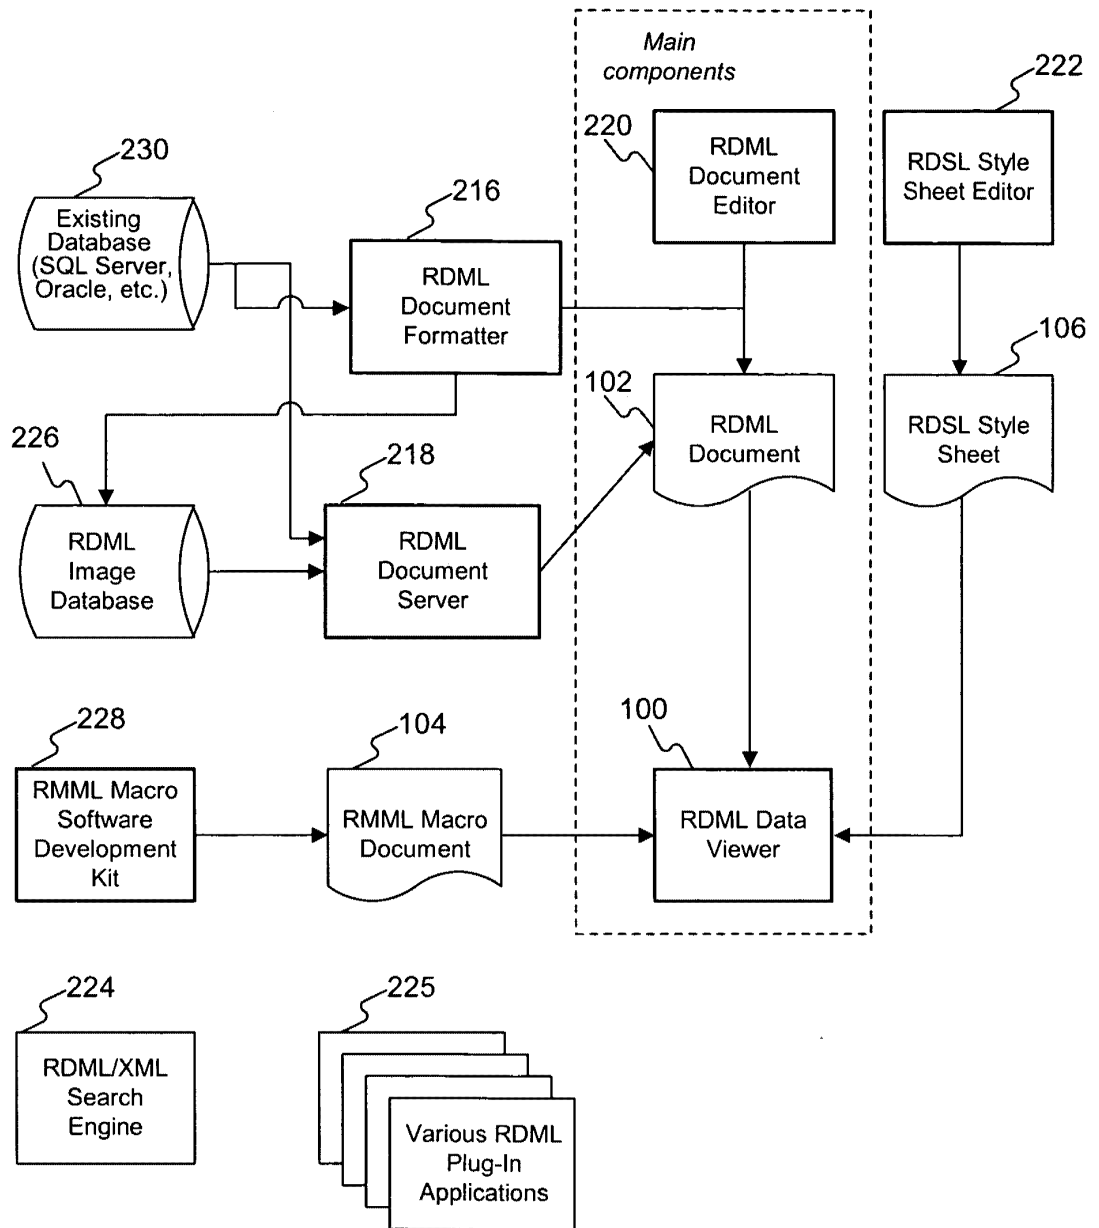 Main
components
222
220
RDML
Document
Editor
RDSL Style
Sheet Editor
230
Existing
Database
(SQL Server,
Oracle, etc.)
216
RDML
Document
Formatter
106
102
RDML
Document
RDSL Style
Sheet
226
RDML
Image
Database
218
RDML
Document
Server
228
RMML Macro
Software
Development
Kit
104
RMML Macro
Document
100
RDML Data
Viewer
224
RDML/XML
Search
Engine
225
Various RDML
Plug-In
Applications